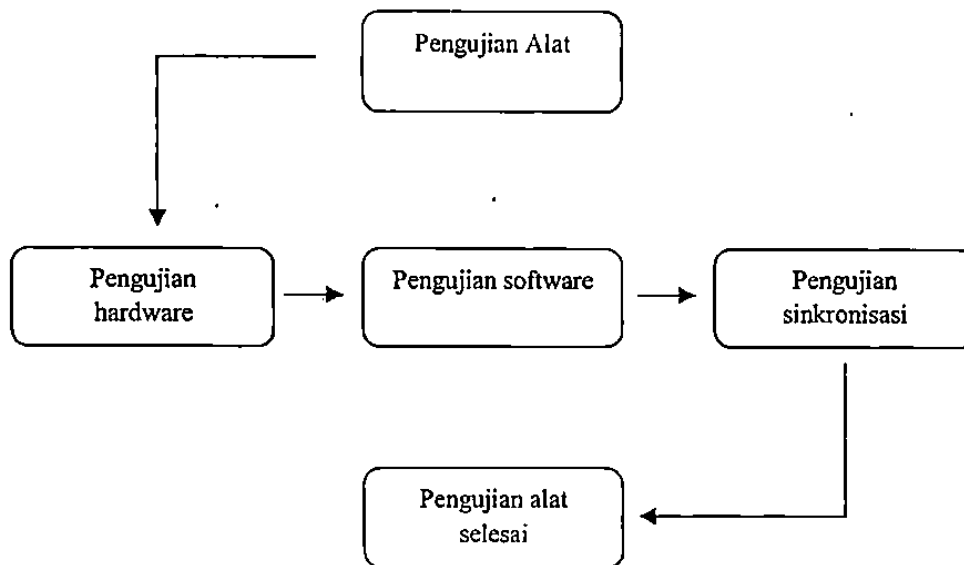 Pengujian Alat
Pengujian
hardware
Pengujian software
Pengujian
sinkronisasi
Pengujian alat
selesai